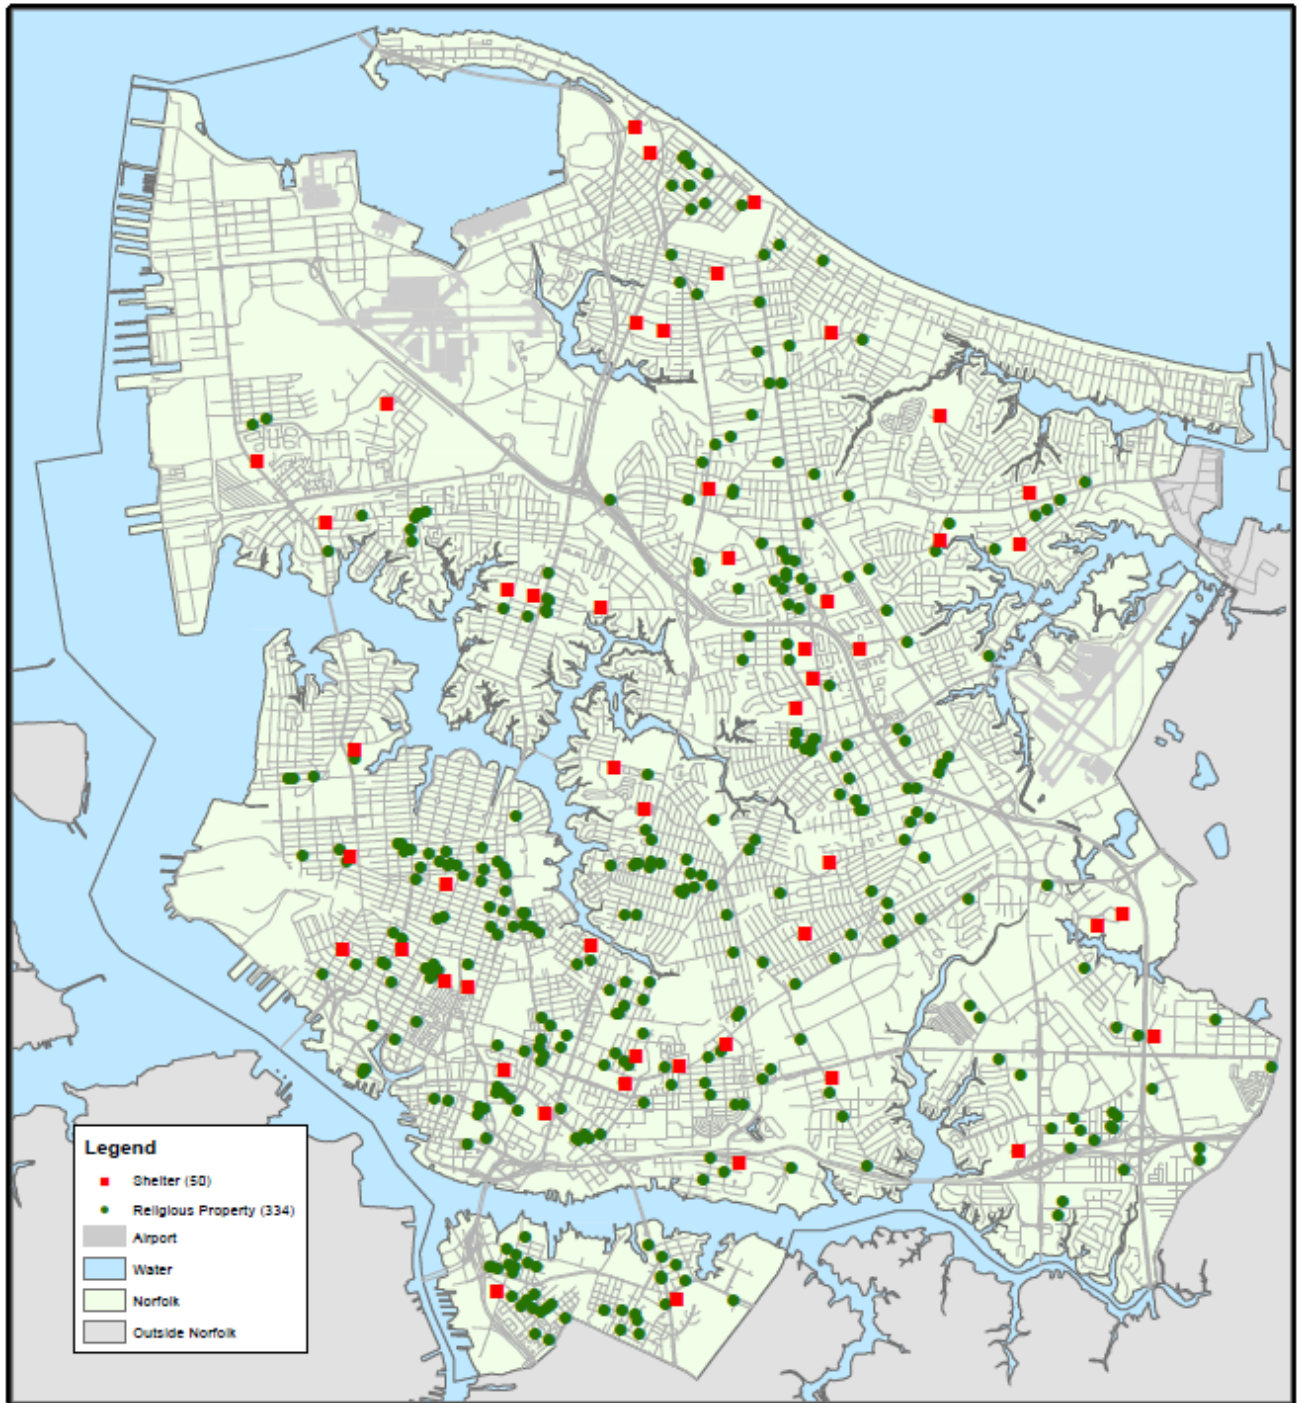 Legend
Shelter (50)
Religious Property (334)
Airport
Water
Norfolk
Outside Norfolk